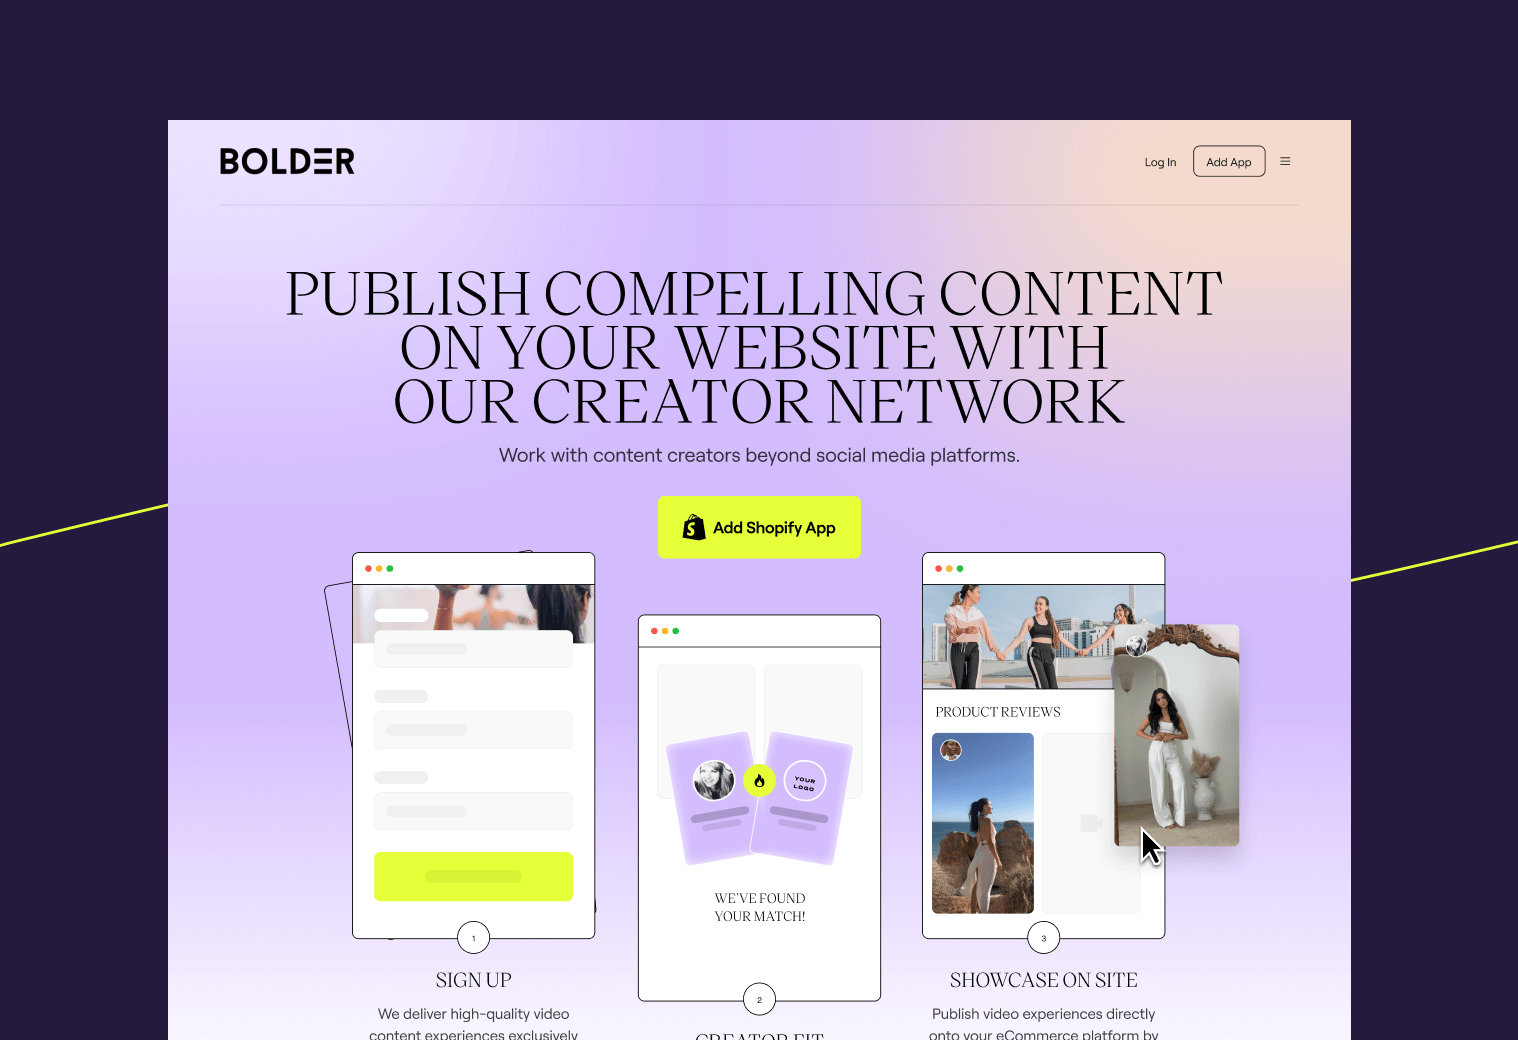 BOLDER
Log In
Add App
PUBLISH COMPELLING CONTENT
ON YOUR WEBSITE WITH
OUR CREATOR NETWORK
Work with content creators beyond social media platforms.
Add Shopify App
1
SIGN UP
We deliver high-quality video
content experiences exclusively
YOUR
LOGO
WE'VE FOUND
YOUR MATCH!
2
CREATOR FIT
PRODUCT REVIEWS
3
SHOWCASE ON SITE
Publish video experiences directly
onto your eCommerce platform by